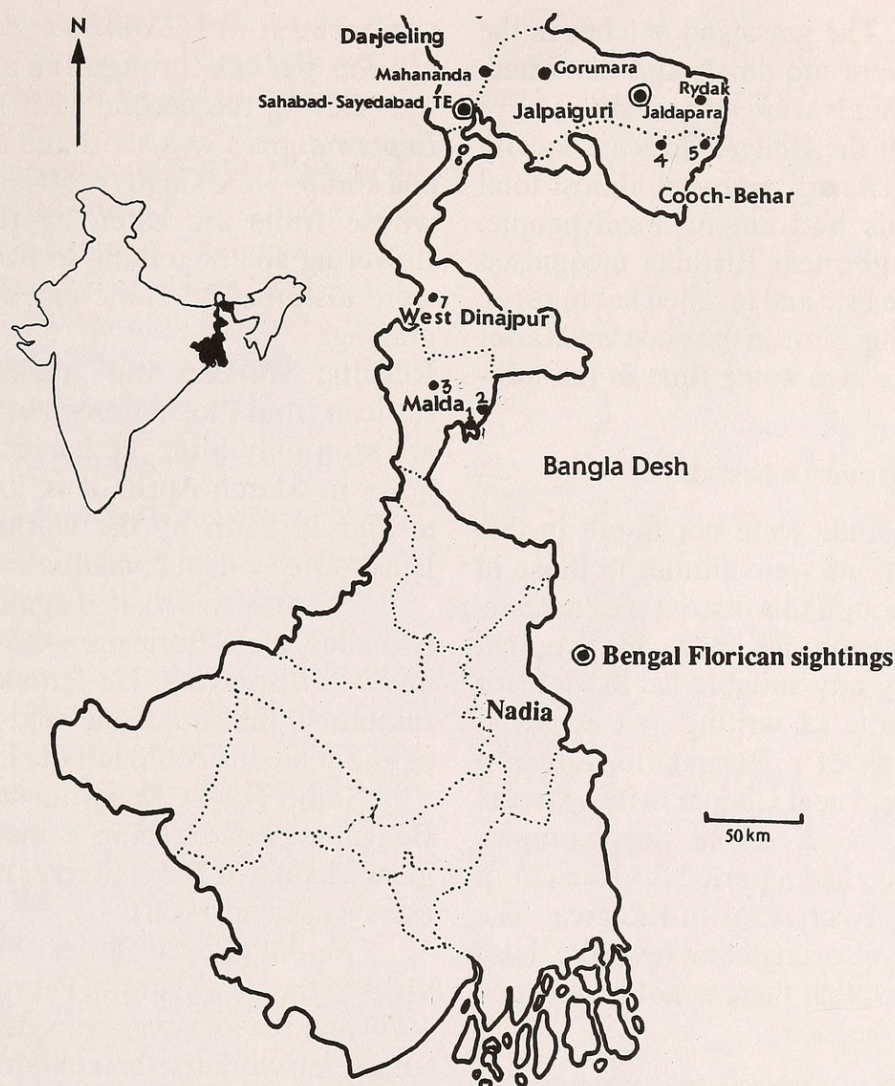 N
Darjeeling
Mahananda
Gorumara
Rydak
Sahabad-Sayedabad TE
Jalpaiguri
Jaldapara
4
5
Cooch-Behar
7
West Dinajpur
3
Malda
2
1
Bangla Desh
Bengal Florican sightings
Nadia
50 km